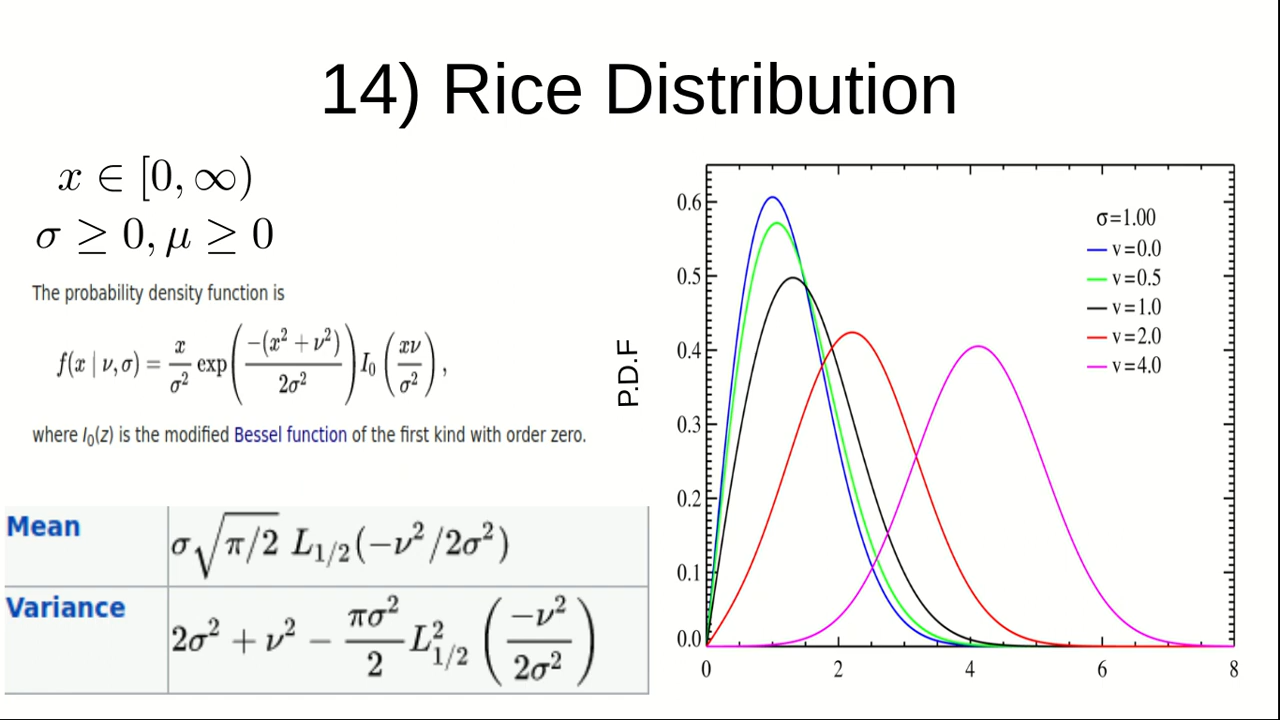 14) Rice Distribution
x ∈ [0, ∞)
σ ≥ 0, μ ≥ 0
The probability density function is
f(x | ν, σ) = x/σ² exp(−(x² + ν²)/2σ²) I₀(xν/σ²),
where I₀(z) is the modified Bessel function of the first kind with order zero.
Mean σ√π/2 L₁/₂(−ν²/2σ²)
Variance 2σ² + ν² − πσ²/2 L²₁/₂(−ν²/2σ²)
P.D.F
0.6
0.5
0.4
0.3
0.2
0.1
0.0
0 2 4 6 8
σ=1.00
v=0.0
v=0.5
v=1.0
v=2.0
v=4.0